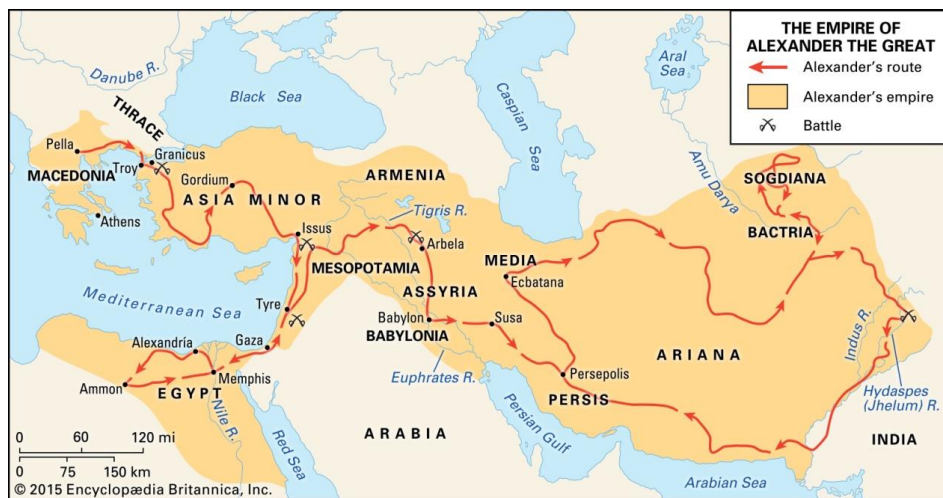 THE EMPIRE OF
ALEXANDER THE GREAT
Alexander's route
Alexander's empire
Battle
Danube R.
Black Sea
Caspian
Sea
Aral
Sea
Amu Darya
THRACE
Pella
Granicus
Troy
MACEDONIA
Gordium
ASIA MINOR
Athens
ARMENIA
Tigris R.
Issus
Arbela
MESOPOTAMIA
MEDIA
Ecbatana
SOGDIANA
BACTRIA
ASSYRIA
Mediterranean Sea
Tyre
Babylon
BABYLONIA
Susa
Alexandria
Gaza
Euphrates R.
ARIANA
Indus R.
Memphis
Ammon
EGYPT
Nile R.
Persepolis
PERSIS
Hydaspes
(Jhelum) R.
Red Sea
ARABIA
Persian Gulf
INDIA
Arabian Sea
0 60 120 mi
0 75 150 km
© 2015 Encyclopædia Britannica, Inc.